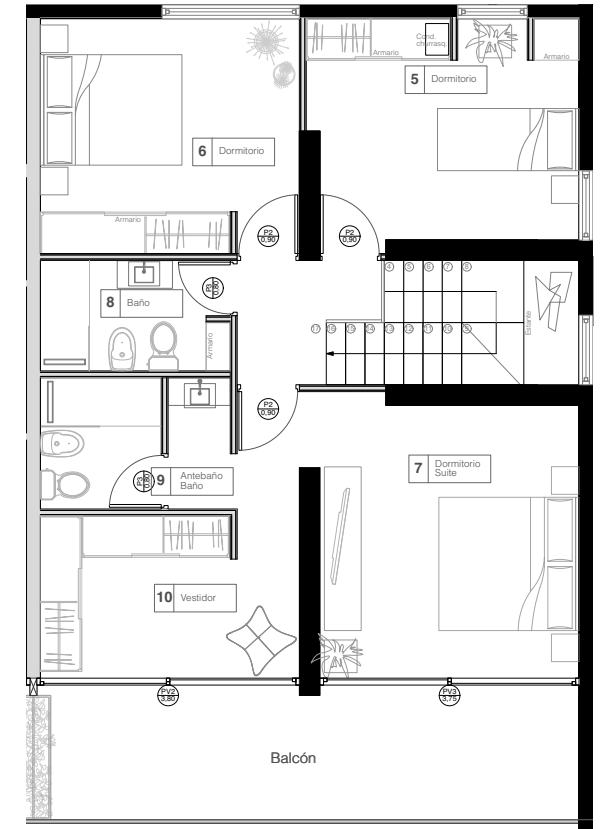 Cond.
churrasq.
Armario
Armario
5 Dormitorio
6 Dormitorio
Armario
P2
0,90
P2
0,90
4 5 6 7 8
P3
0,80
8 Baño
Armario
Estante
17 16 15 14 13 12 11 10 9
P2
0,90
7 Dormitorio
Suite
P3
0,80
9 Antebaño
Baño
10 Vestidor
PV2
3,80
PV3
3,75
Balcón